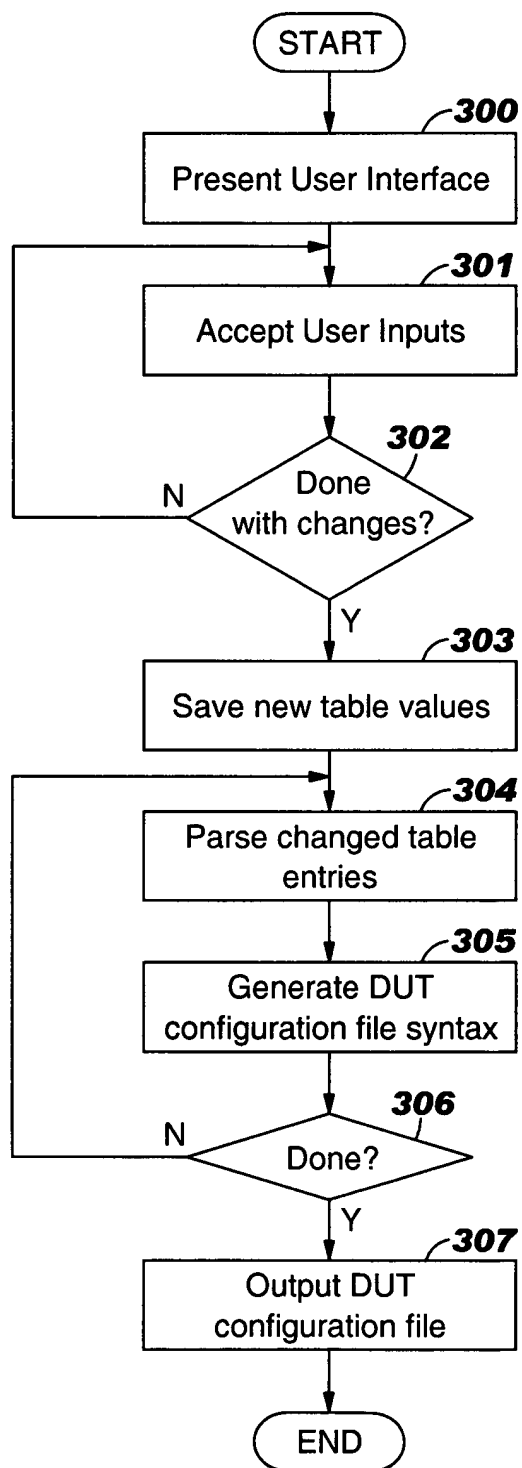 START
300
Present User Interface
301
Accept User Inputs
302
Done
with changes?
N
Y
303
Save new table values
304
Parse changed table
entries
305
Generate DUT
configuration file syntax
306
N
Done?
Y
307
Output DUT
configuration file
END